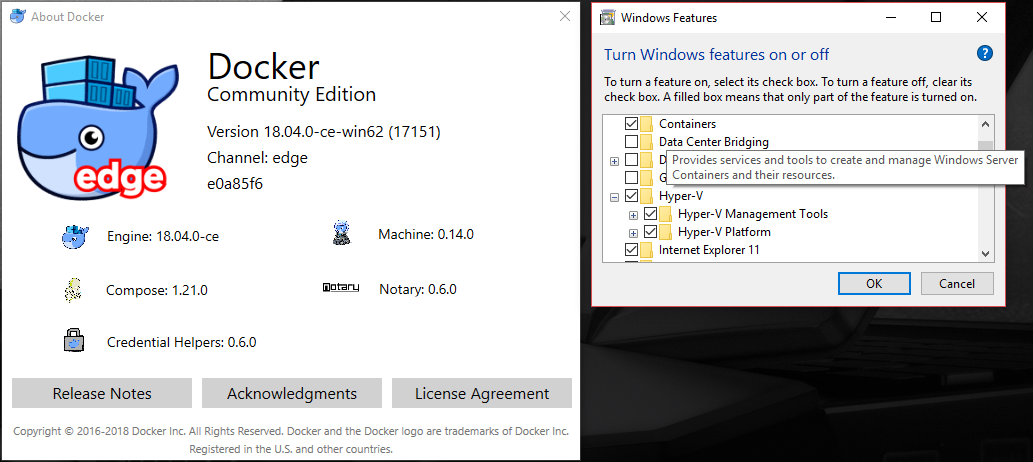 About Docker
Docker
Community Edition
Version 18.04.0-ce-win62 (17151)
Channel: edge
e0a85f6
edge
Engine: 18.04.0-ce
Machine: 0.14.0
Compose: 1.21.0
notary
Notary: 0.6.0
Credential Helpers: 0.6.0
Release Notes
Acknowledgments
License Agreement
Copyright © 2016-2018 Docker Inc. All Rights Reserved. Docker and the Docker logo are trademarks of Docker Inc.
Registered in the U.S. and other countries.
Windows Features
Turn Windows features on or off
?
To turn a feature on, select its check box. To turn a feature off, clear its
check box. A filled box means that only part of the feature is turned on.
Containers
Data Center Bridging
D
Provides services and tools to create and manage Windows Server
Containers and their resources.
G
Hyper-V
Hyper-V Management Tools
Hyper-V Platform
Internet Explorer 11
OK
Cancel